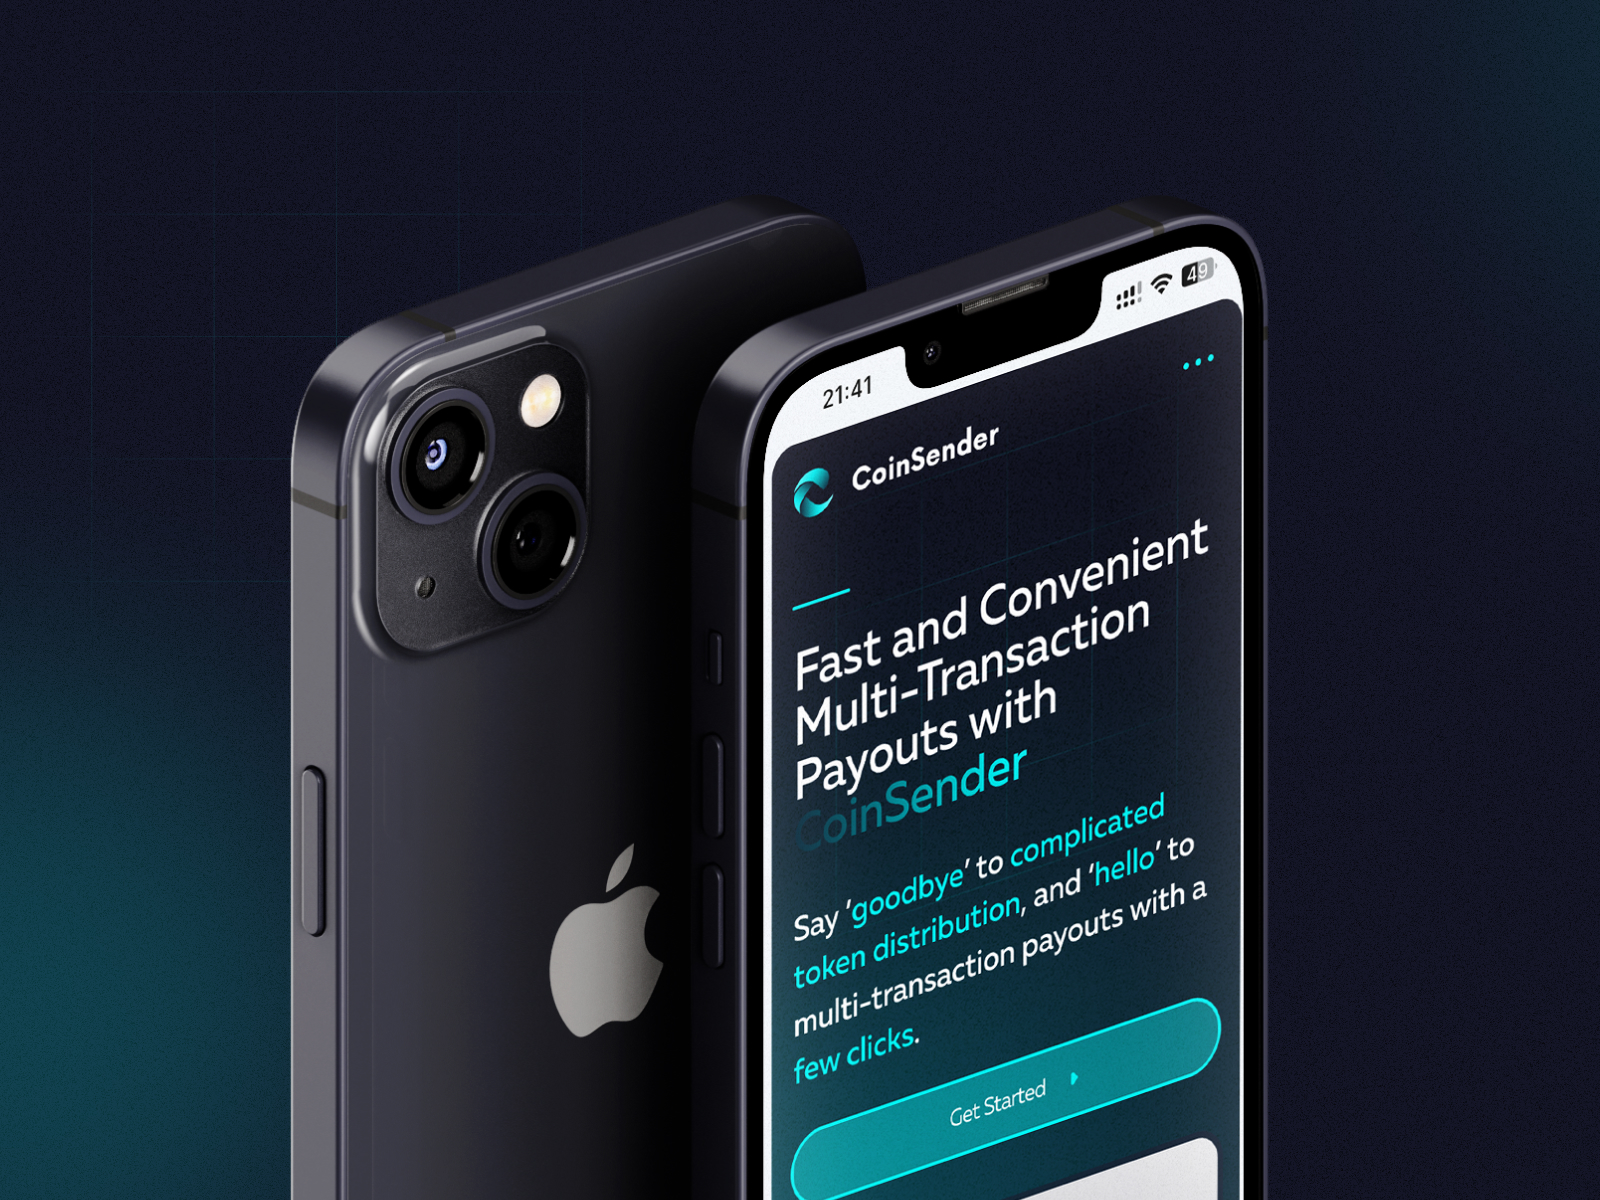 21:41
49
CoinSender
Fast and Convenient
Multi-Transaction
Payouts with
CoinSender
Say ‘goodbye’ to complicated
token distribution, and ‘hello’ to
multi-transaction payouts with a
few clicks.
Get Started